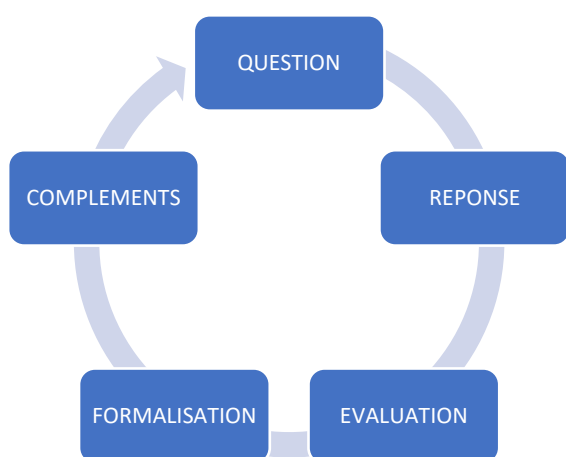 QUESTION
REPONSE
EVALUATION
FORMALISATION
COMPLEMENTS